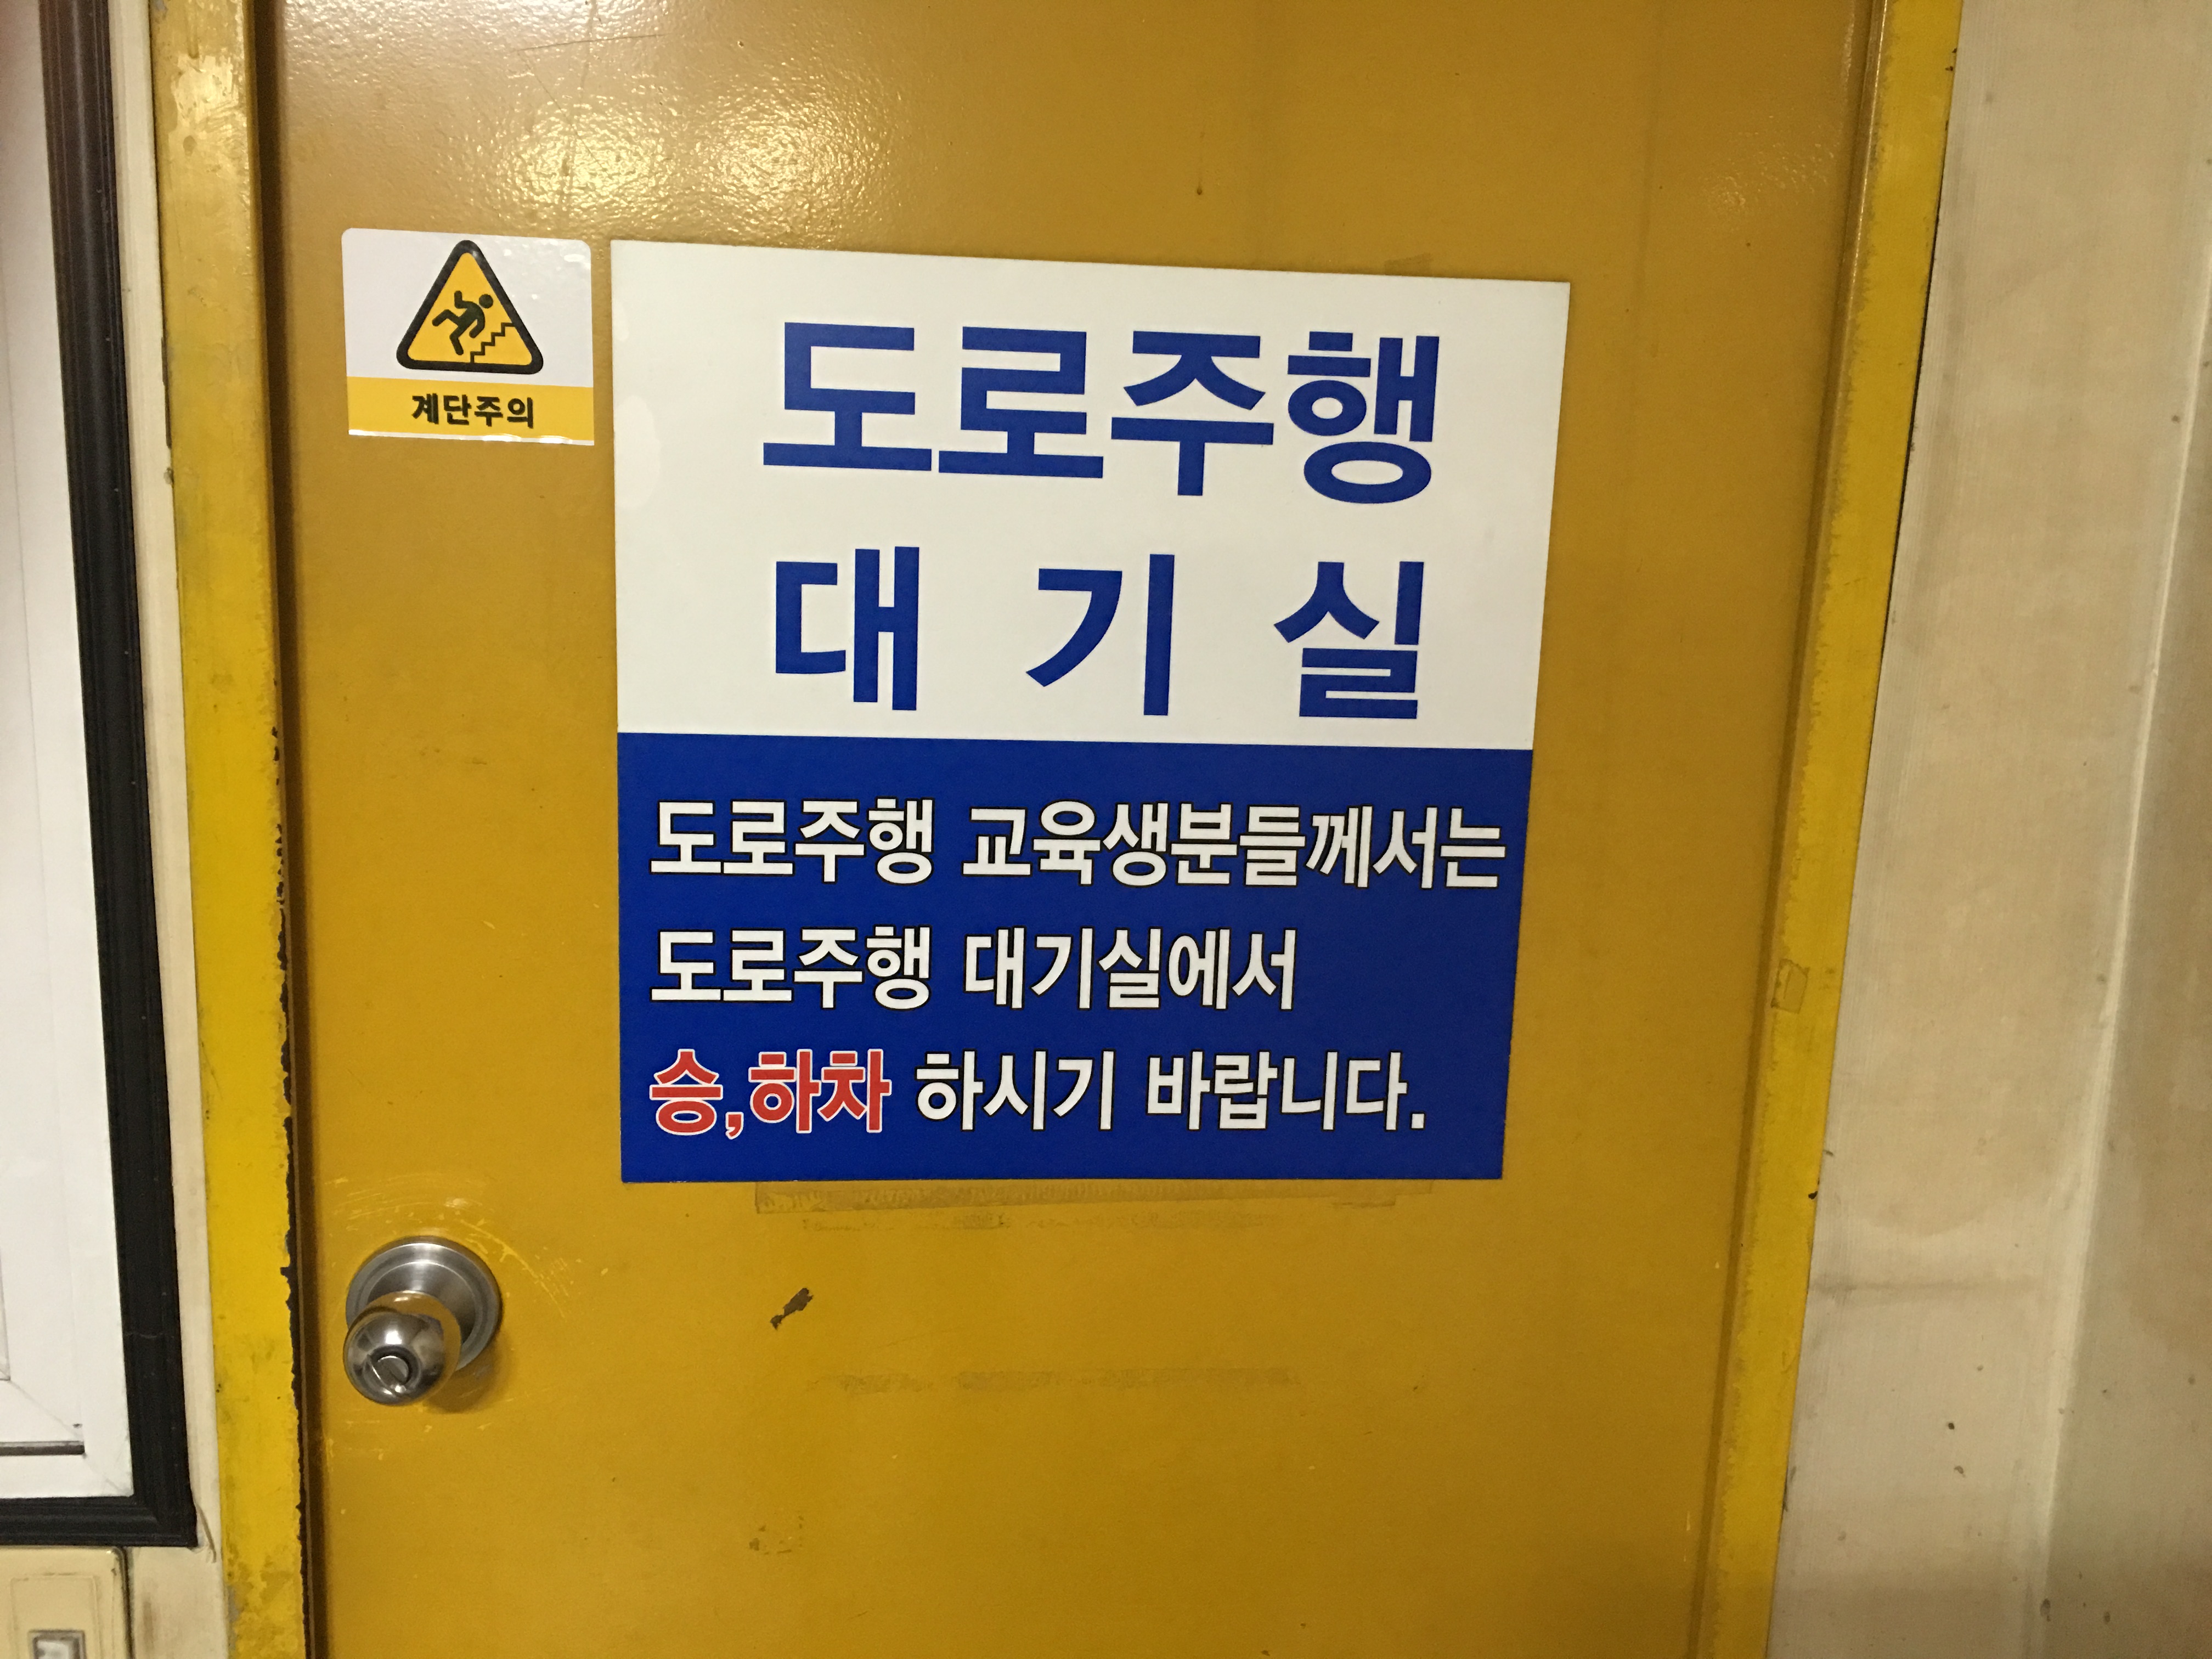 계단주의
도로주행
대 기 실
도로주행 교육생분들께서는
도로주행 대기실에서
승,하차 하시기 바랍니다.